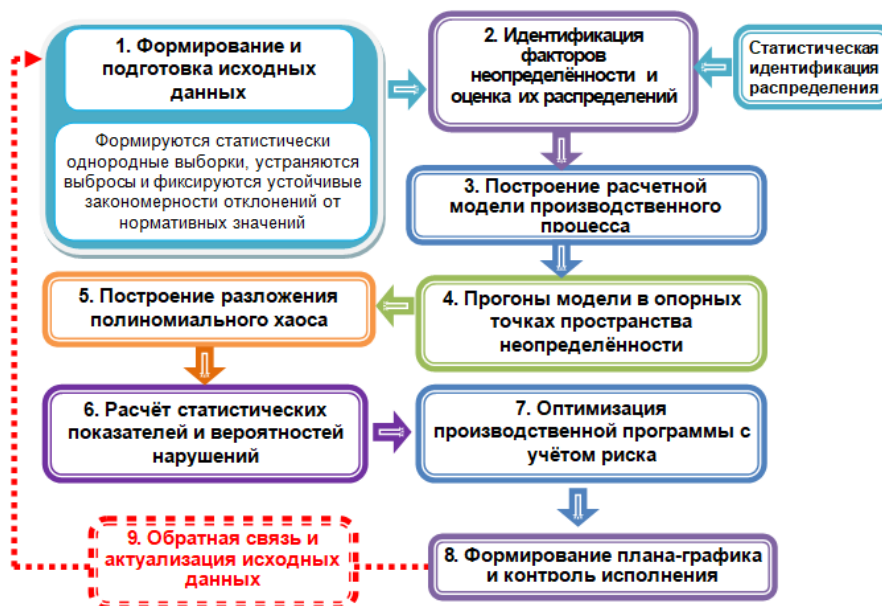 1. Формирование и
подготовка исходных
данных
Формируются статистически
однородные выборки, устраняются
выбросы и фиксируются устойчивые
закономерности отклонений от
нормативных значений
2. Идентификация
факторов
неопределённости и
оценка их распределений
Статистическая
идентификация
распределения
3. Построение расчетной
модели производственного
процесса
4. Прогоны модели в опорных
точках пространства
неопределённости
5. Построение разложения
полиномиального хаоса
6. Расчёт статистических
показателей и вероятностей
нарушений
7. Оптимизация
производственной программы с
учётом риска
8. Формирование плана-графика
и контроль исполнения
9. Обратная связь и
актуализация исходных
данных